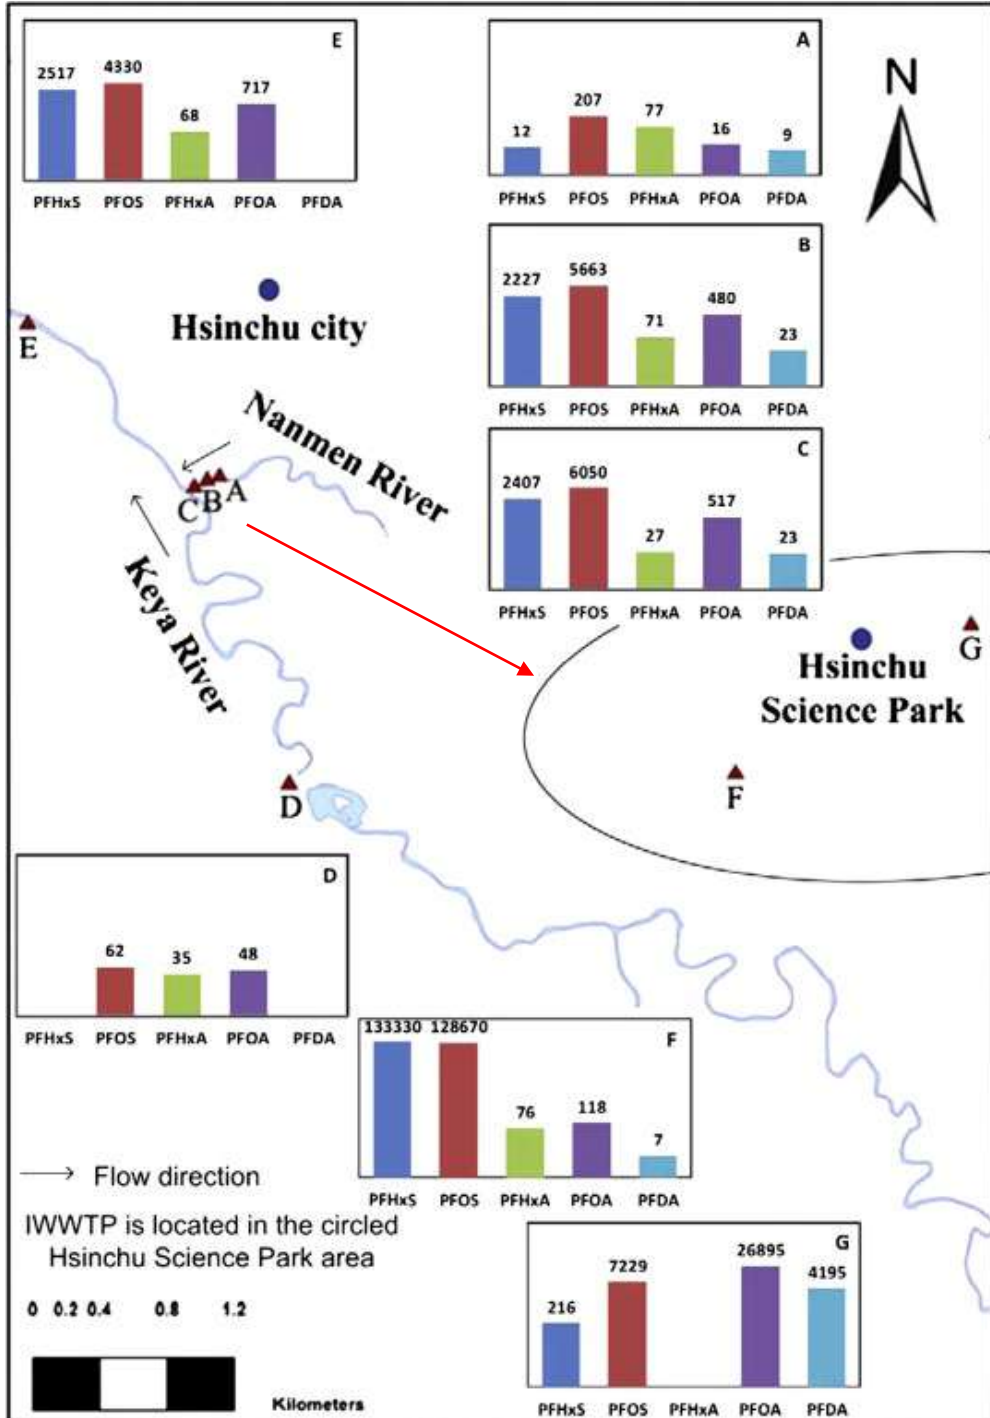 E
2517 4330 68 717
PFHxS PFOS PFHxA PFOA PFDA
A
12 207 77 16 9
PFHxS PFOS PFHxA PFOA PFDA
N
B
2227 5663 71 480 23
PFHxS PFOS PFHxA PFOA PFDA
Hsinchu city
E
Nanmen River
C B A
Keya River
C
2407 6050 27 517 23
PFHxS PFOS PFHxA PFOA PFDA
G
Hsinchu
Science Park
F
D
D
62 35 48
PFHxS PFOS PFHxA PFOA PFDA
F
133330 128670 76 118 7
PFHxS PFOS PFHxA PFOA PFDA
Flow direction
IWWTP is located in the circled
Hsinchu Science Park area
G
216 7229 26895 4195
PFHxS PFOS PFHxA PFOA PFDA
0 0.2 0.4 0.8 1.2
Kilometers